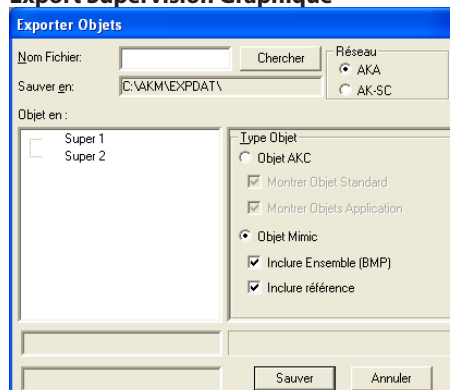 Export Supervision Graphique
Exporter Objets
Nom Fichier:
Chercher
Réseau
AKA
AK-SC
Sauver en:
C:\AKM\EXPDAT\
Objet en :
Super 1
Super 2
Type Objet
Objet AKC
Montrer Objet Standard
Montrer Objets Application
Objet Mimic
Inclure Ensemble (BMP)
Inclure référence
Sauver
Annuler